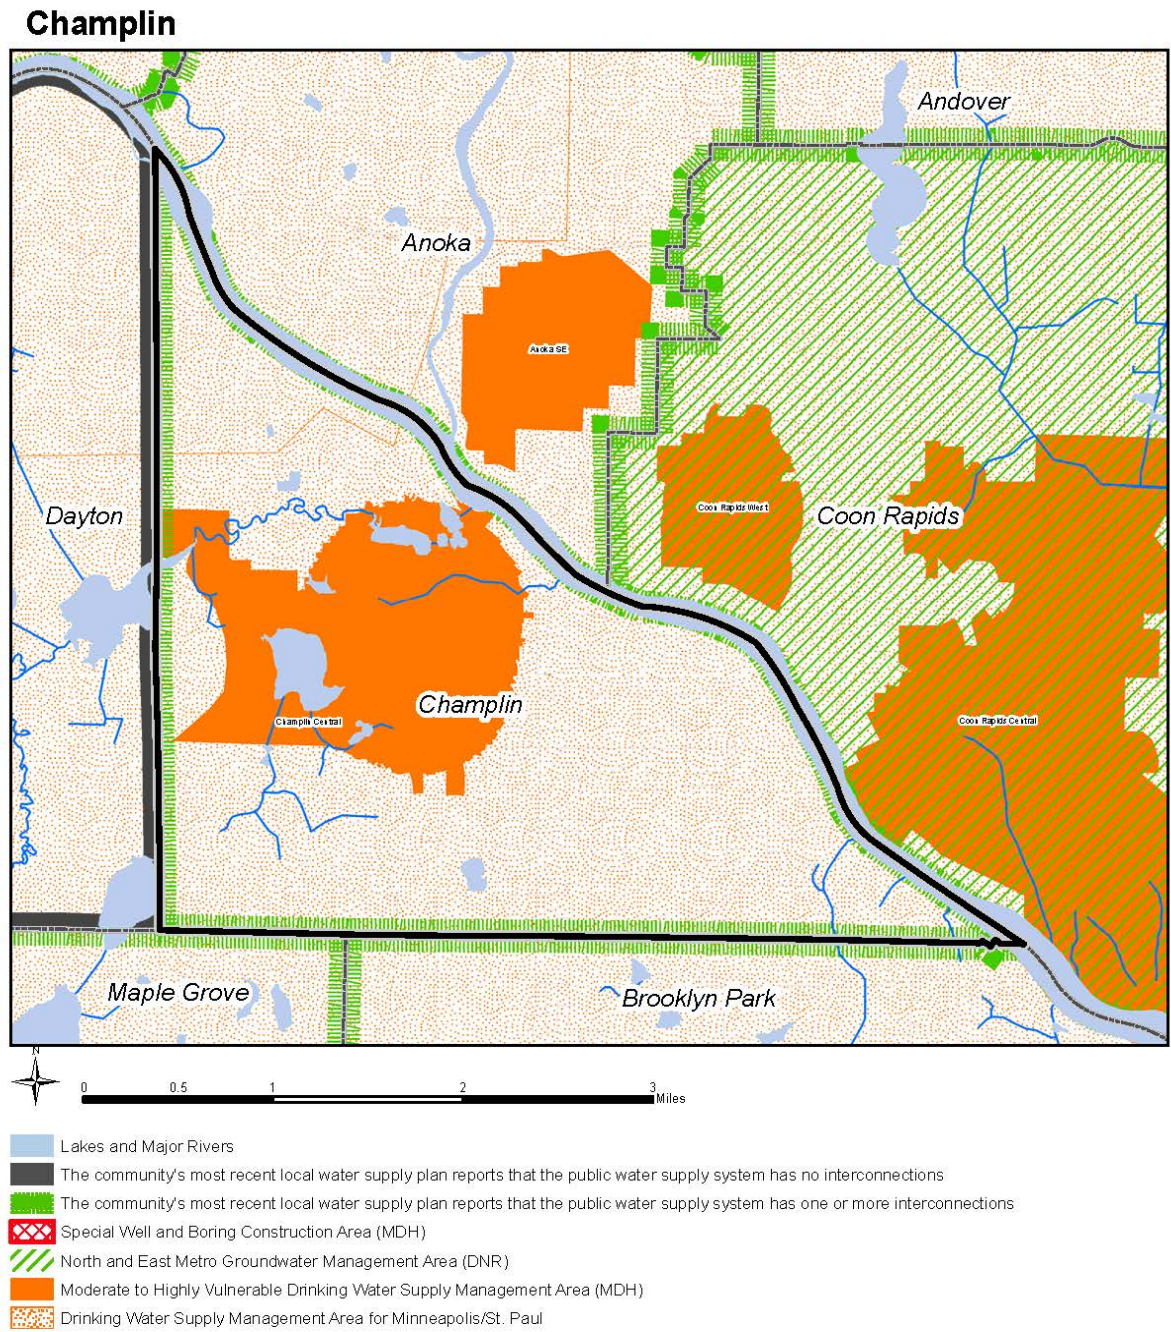 Champlin
Andover
Anoka
Anoka SE
Dayton
Coon Rapids West
Coon Rapids
Champlin
Champlin Central
Coon Rapids Central
Maple Grove
Brooklyn Park
N
0 0.5 1 2 3
Miles
Lakes and Major Rivers
The community's most recent local water supply plan reports that the public water supply system has no interconnections
The community's most recent local water supply plan reports that the public water supply system has one or more interconnections
Special Well and Boring Construction Area (MDH)
North and East Metro Groundwater Management Area (DNR)
Moderate to Highly Vulnerable Drinking Water Supply Management Area (MDH)
Drinking Water Supply Management Area for Minneapolis/St. Paul